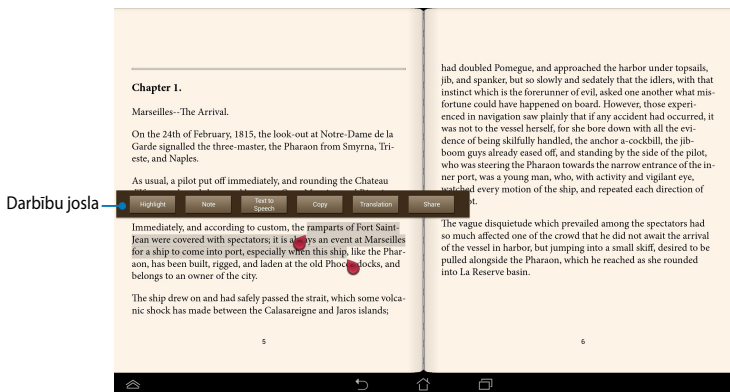 Chapter 1.
Marseilles--The Arrival.
On the 24th of February, 1815, the look-out at Notre-Dame de la
Garde signalled the three-master, the Pharaon from Smyrna, Tri-
este, and Naples.
As usual, a pilot put off immediately, and rounding the Chateau
Darbību josla
Highlight
Note
Text to
Speech
Copy
Translation
Share
Immediately, and according to custom, the ramparts of Fort Saint-
Jean were covered with spectators; it is always an event at Marseilles
for a ship to come into port, especially when this ship, like the Phar-
aon, has been built, rigged, and laden at the old Phocee docks, and
belongs to an owner of the city.
The ship drew on and had safely passed the strait, which some volca-
nic shock has made between the Calasareigne and Jaros islands;
5
had doubled Pomegue, and approached the harbor under topsails,
jib, and spanker, but so slowly and sedately that the idlers, with that
instinct which is the forerunner of evil, asked one another what mis-
fortune could have happened on board. However, those experi-
enced in navigation saw plainly that if any accident had occurred, it
was not to the vessel herself, for she bore down with all the evi-
dence of being skilfully handled, the anchor a-cockbill, the jib-
boom guys already eased off, and standing by the side of the pilot,
who was steering the Pharaon towards the narrow entrance of the in-
ner port, was a young man, who, with activity and vigilant eye,
watched every motion of the ship, and repeated each direction of
The vague disquietude which prevailed among the spectators had
so much affected one of the crowd that he did not await the arrival
of the vessel in harbor, but jumping into a small skiff, desired to be
pulled alongside the Pharaon, which he reached as she rounded
into La Reserve basin.
6